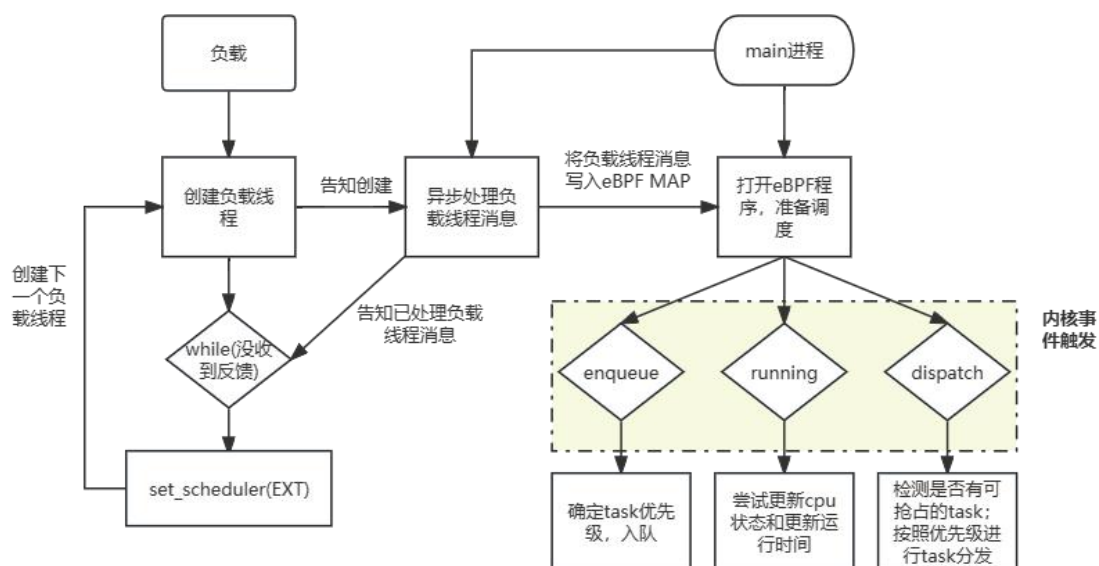 负载
main进程
创建负载线
程
告知创建
异步处理负
载线程消息
将负载线程消息
写入eBPF MAP
打开eBPF程
序，准备调
度
创建下
一个负
载线程
告知已处理负载
线程消息
while(没收
到反馈)
内核事
件触发
enqueue
running
dispatch
set_scheduler(EXT)
确定task优先
级，入队
尝试更新cpu
状态和更新运
行时间
检测是否有可
抢占的task；
按照优先级进
行task分发